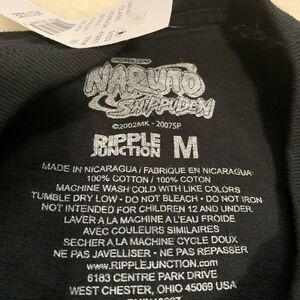 SHONEN JUMP
NARUTO
SHIPPUDEN
©2002MK - 2007SP
RIPPLE
JUNCTION M
MADE IN NICARAGUA / FABRIQUE EN NICARAGUA
100% COTTON / 100% COTON
MACHINE WASH COLD WITH LIKE COLORS
TUMBLE DRY LOW - DO NOT BLEACH - DO NOT IRON
NOT INTENDED FOR CHILDREN 12 AND UNDER.
LAVER A LA MACHINE A L'EAU FROIDE
AVEC COULEURS SIMILAIRES
SECHER A LA MACHINE CYCLE DOUX
NE PAS JAVELLISER - NE PAS REPASSER
www.RIPPLEJUNCTION.com
6183 CENTRE PARK DRIVE
WEST CHESTER, OHIO 45069 USA